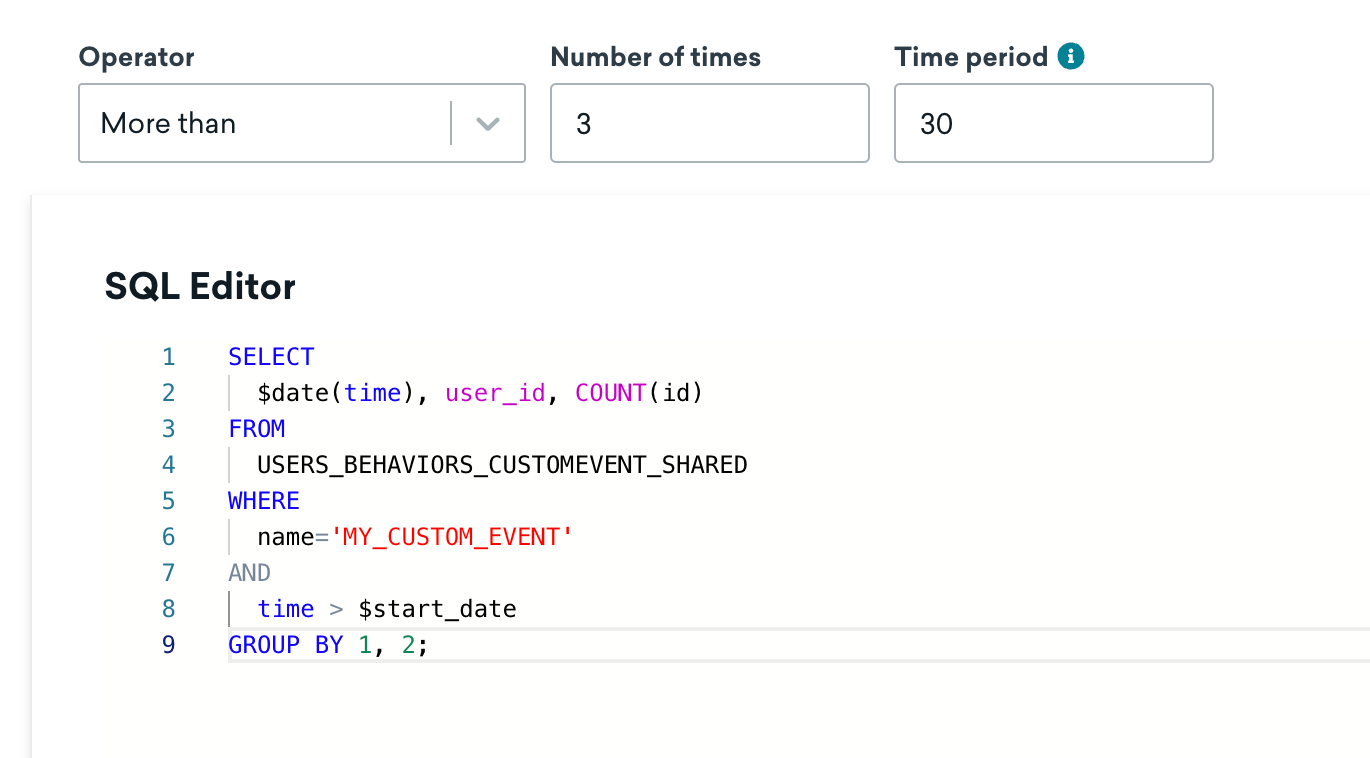 Operator Number of times Time period
More than 3 30
SQL Editor
1 SELECT
2 $date(time), user_id, COUNT(id)
3 FROM
4 USERS_BEHAVIORS_CUSTOMEVENT_SHARED
5 WHERE
6 name='MY_CUSTOM_EVENT'
7 AND
8 time > $start_date
9 GROUP BY 1, 2;